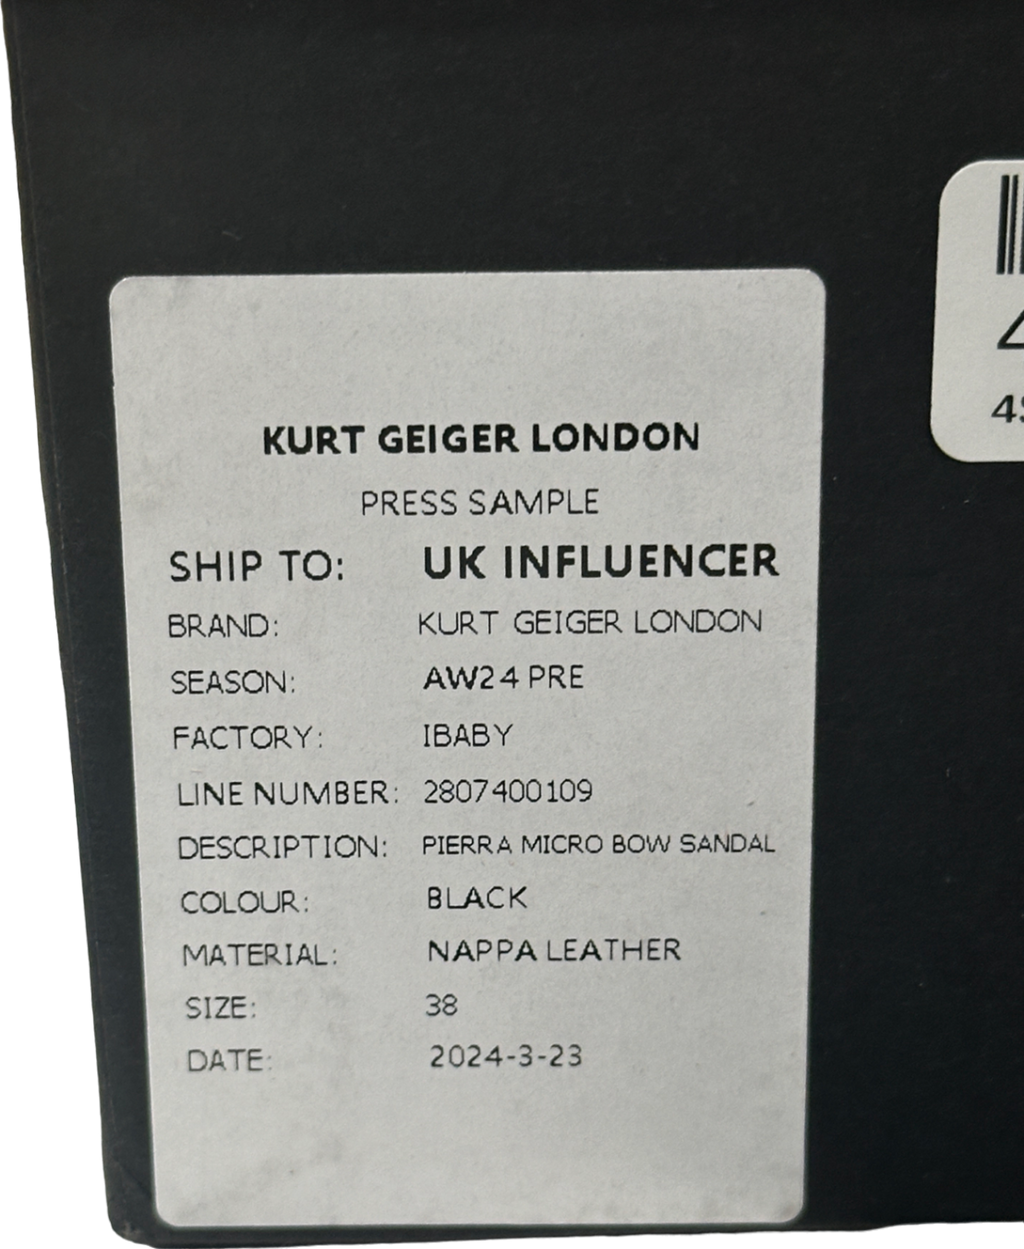 KURT GEIGER LONDON
PRESS SAMPLE
SHIP TO: UK INFLUENCER
BRAND: KURT GEIGER LONDON
SEASON: AW24 PRE
FACTORY: IBABY
LINE NUMBER: 2807400109
DESCRIPTION: PIERRA MICRO BOW SANDAL
COLOUR: BLACK
MATERIAL: NAPPA LEATHER
SIZE: 38
DATE: 2024-3-23